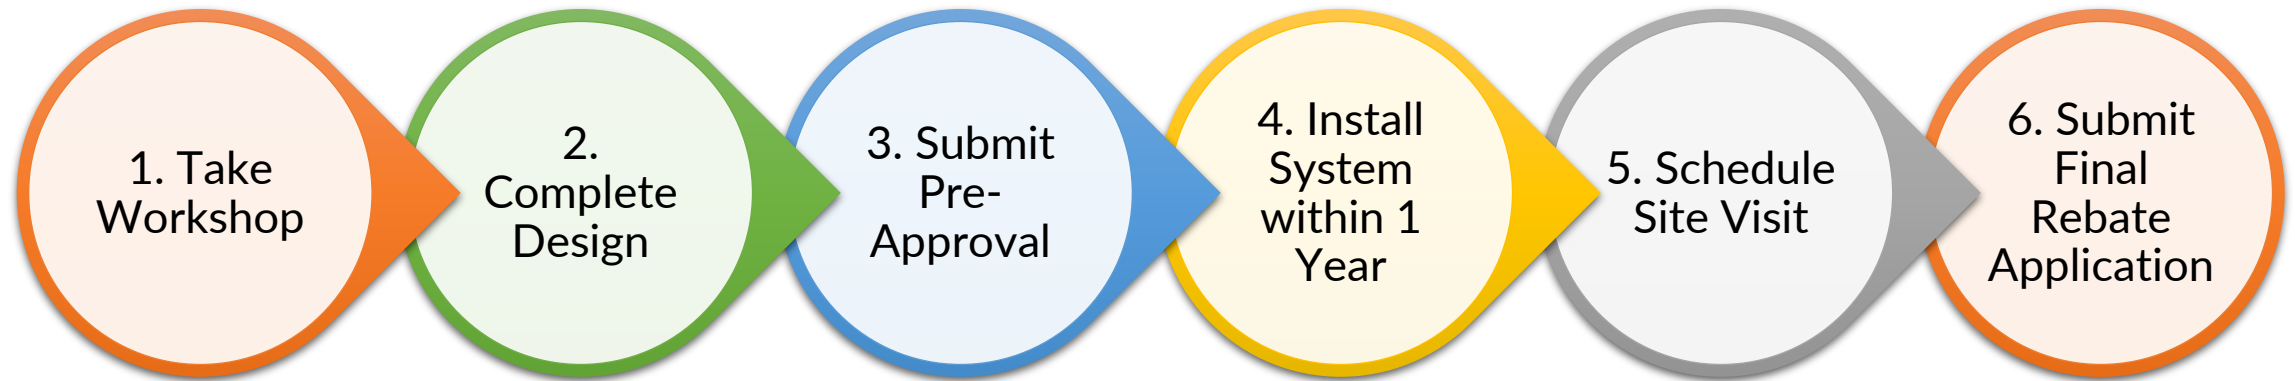 1. Take
Workshop
2.
Complete
Design
3. Submit
Pre-
Approval
4. Install
System
within 1
Year
5. Schedule
Site Visit
6. Submit
Final
Rebate
Application